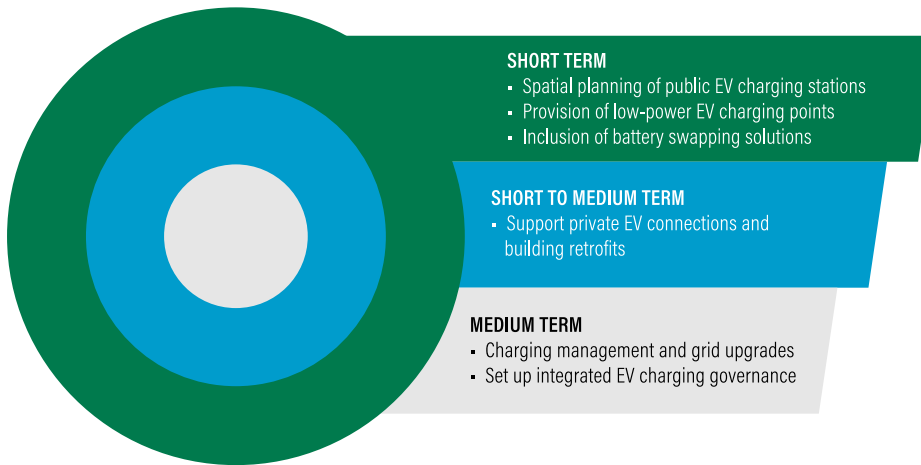 SHORT TERM
▪ Spatial planning of public EV charging stations
▪ Provision of low-power EV charging points
▪ Inclusion of battery swapping solutions
SHORT TO MEDIUM TERM
▪ Support private EV connections and
building retrofits
MEDIUM TERM
▪ Charging management and grid upgrades
▪ Set up integrated EV charging governance